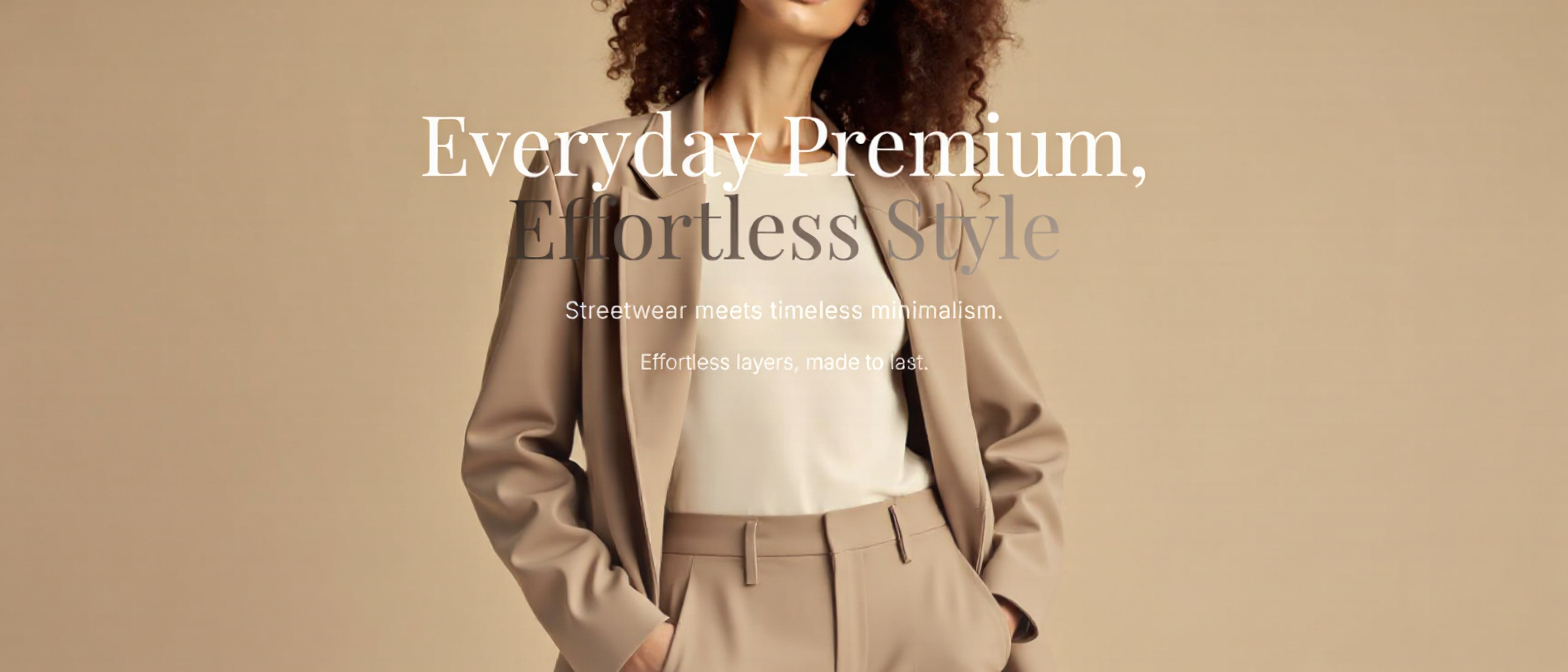 Everyday Premium,
Effortless Style
Streetwear meets timeless minimalism.
Effortless layers, made to last.